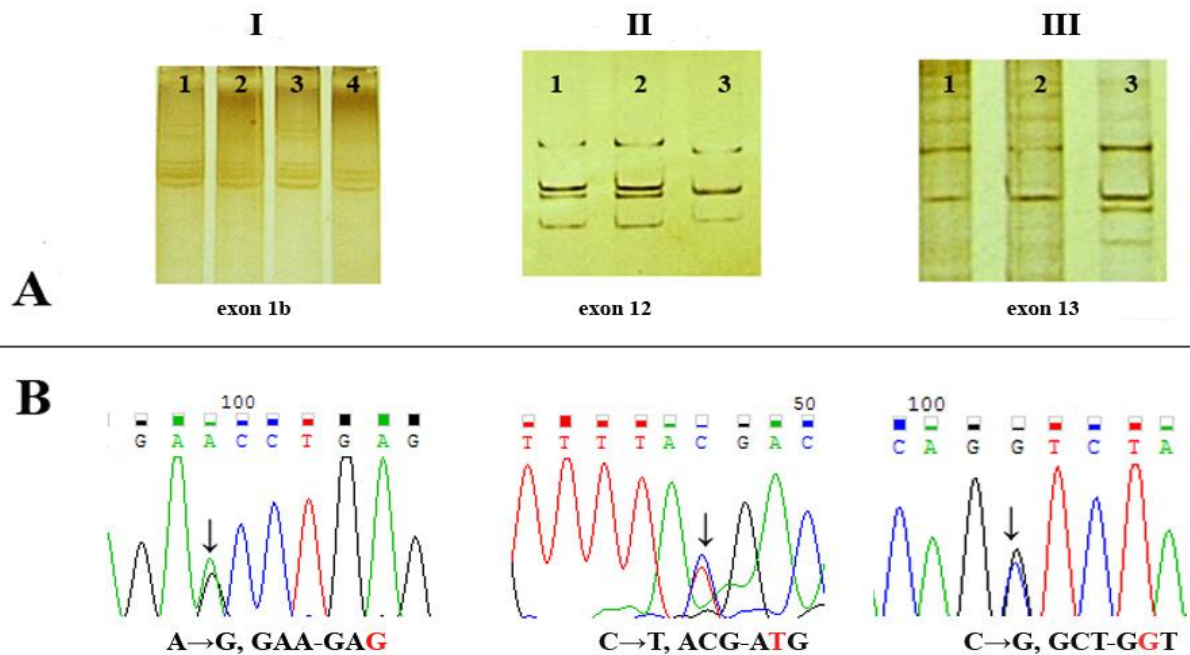 I II III
1 2 3 4
1 2 3
1 2 3
A
exon 1b exon 12 exon 13
B
100
G A A C C T G A G
50
T T T T A C G A C
100
C A G G T C T A
A→G, GAA-GAG
C→T, ACG-ATG
C→G, GCT-GGT